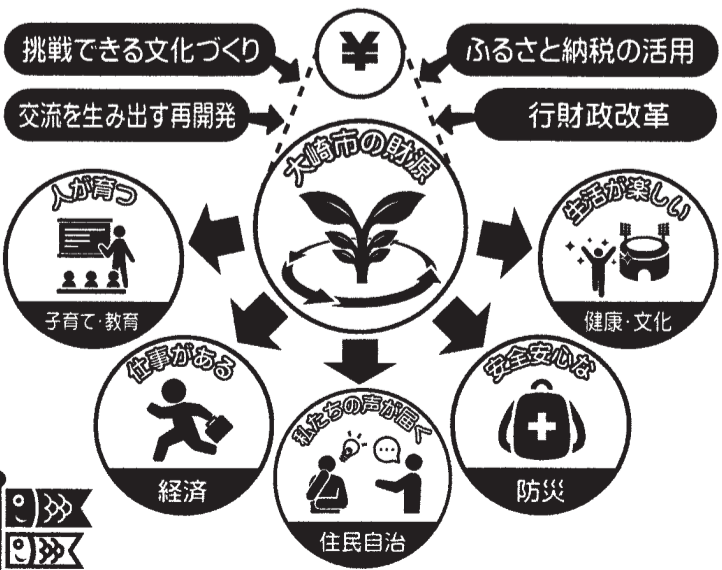 ¥
挑戦できる文化づくり
ふるさと納税の活用
交流を生み出す再開発
行財政改革
大崎市の財源
人が育つ
子育て・教育
生活が楽しい
健康・文化
仕事がある
経済
安全安心な
防災
私たちの声が届く
住民自治